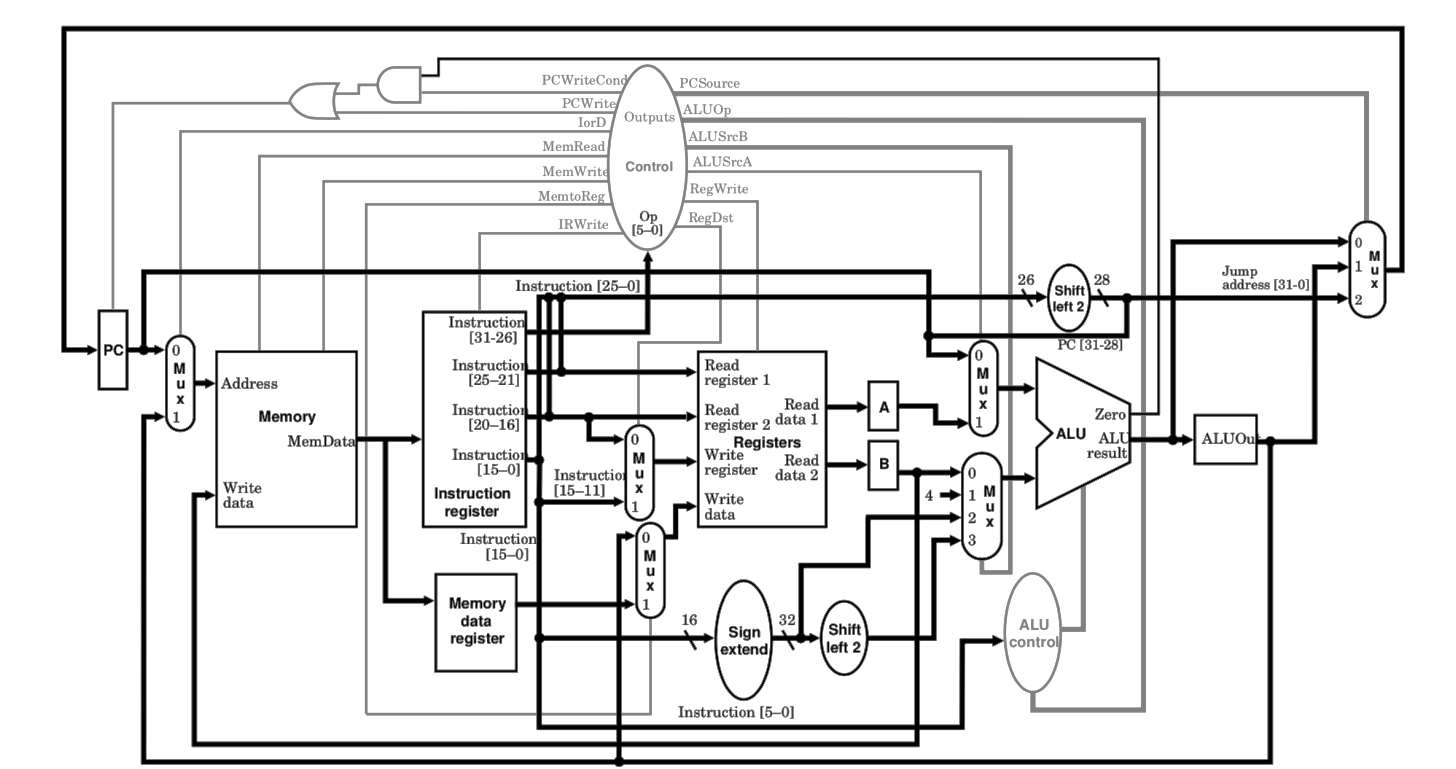 PCWriteCond
PCSource
PCWrite
ALUOp
Outputs
IorD
ALUSrcB
MemRead
ALUSrcA
Control
MemWrite
RegWrite
MemtoReg
RegDst
Op
[5–0]
IRWrite
0
1
2
M
u
x
Jump
address [31-0]
26
Shift
left 2
28
Instruction [25–0]
PC [31-28]
PC
0
M
u
x
1
Address
Memory
MemData
Write
data
Instruction
[31-26]
Instruction
[25–21]
Instruction
[20–16]
Instruction
[15–0]
Instruction
register
Instruction
[15–11]
0
M
u
x
1
Read
register 1
Read
register 2
Registers
Write
register
Write
data
Read
data 1
Read
data 2
A
B
0
M
u
x
1
4
0
1
2
3
M
u
x
Zero
ALU
ALU
result
ALUOu
Instruction
[15–0]
0
M
u
x
1
Memory
data
register
16
Sign
extend
32
Shift
left 2
ALU
control
Instruction [5–0]